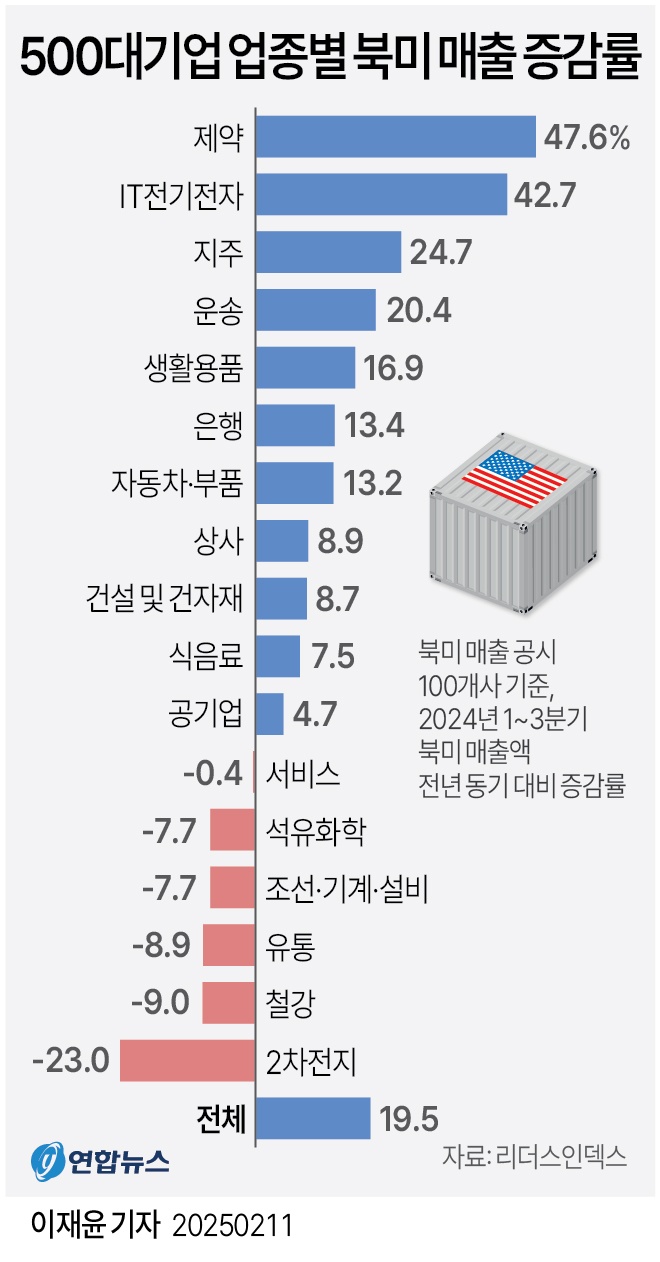 500대기업 업종별 북미 매출 증감률
제약 47.6%
IT전기전자 42.7
지주 24.7
운송 20.4
생활용품 16.9
은행 13.4
자동차·부품 13.2
상사 8.9
건설 및 건자재 8.7
식음료 7.5
공기업 4.7
북미 매출 공시
100개사 기준,
2024년 1~3분기
북미 매출액
전년 동기 대비 증감률
-0.4 서비스
-7.7 석유화학
-7.7 조선·기계·설비
-8.9 유통
-9.0 철강
-23.0 2차전지
전체 19.5
y 연합뉴스
자료: 리더스인덱스
이재윤 기자 20250211